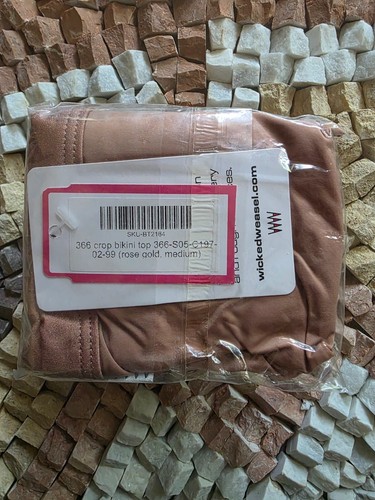 SKU-BT2184
366 crop bikini top 366-S05-C197-
02-99 (rose gold, medium)
wickedweasel.com